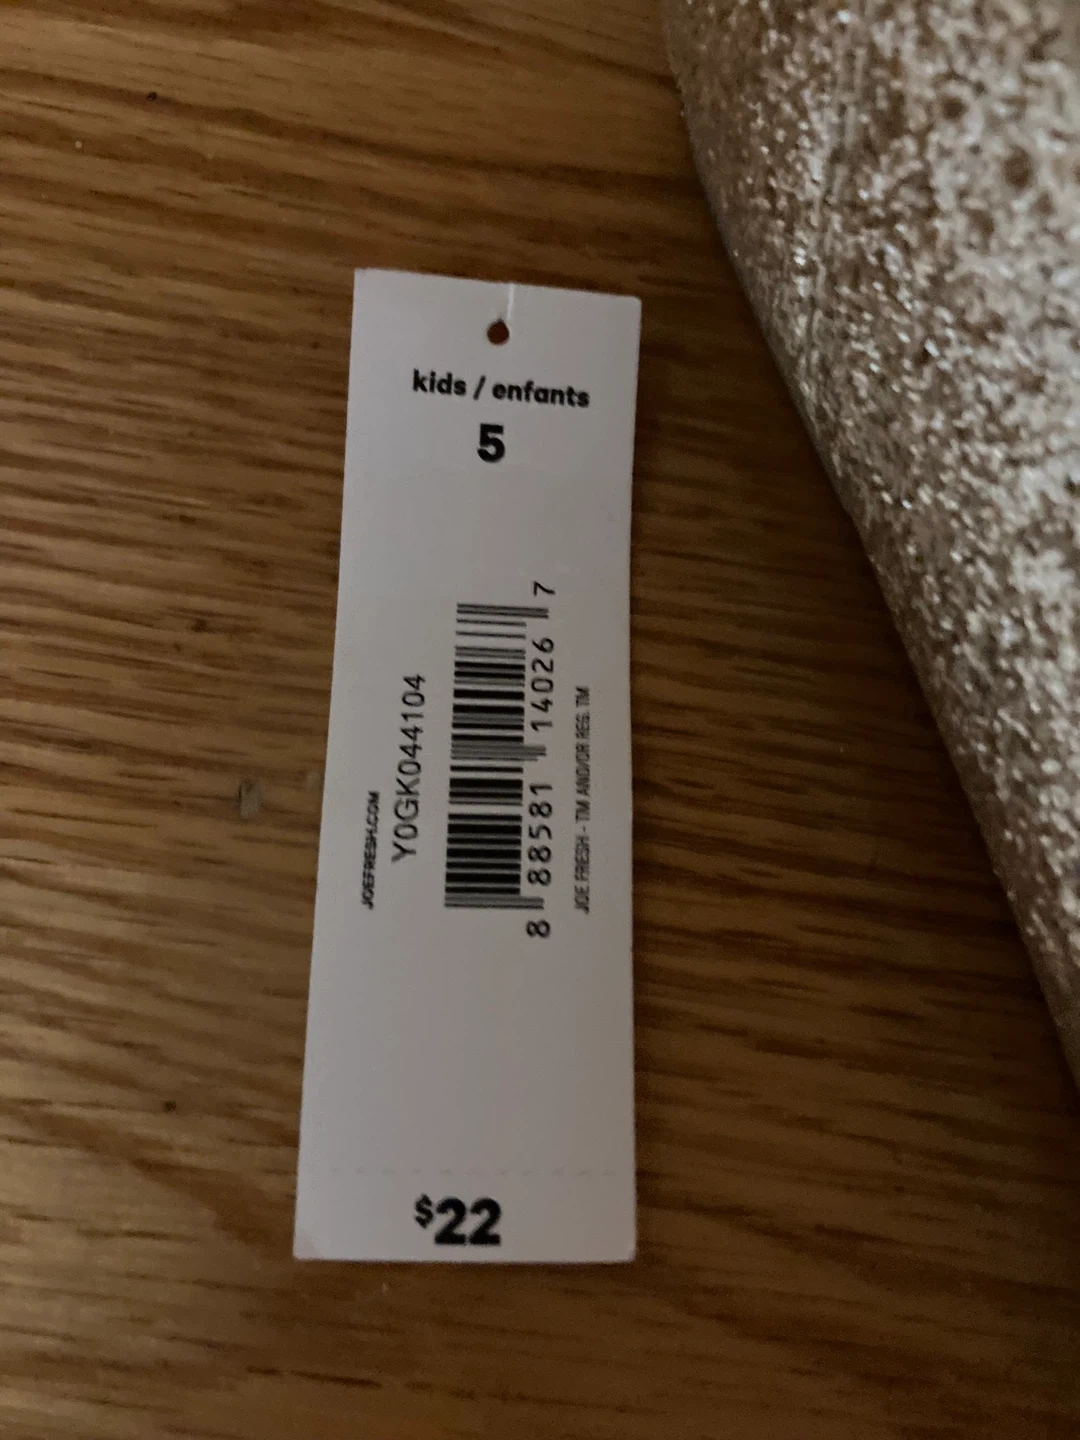 kids / enfants
5
JOEFRESH.COM
Y0GK044104
8 88581 14026 7
JOE FRESH - TM AND/OR REG. TM
$22